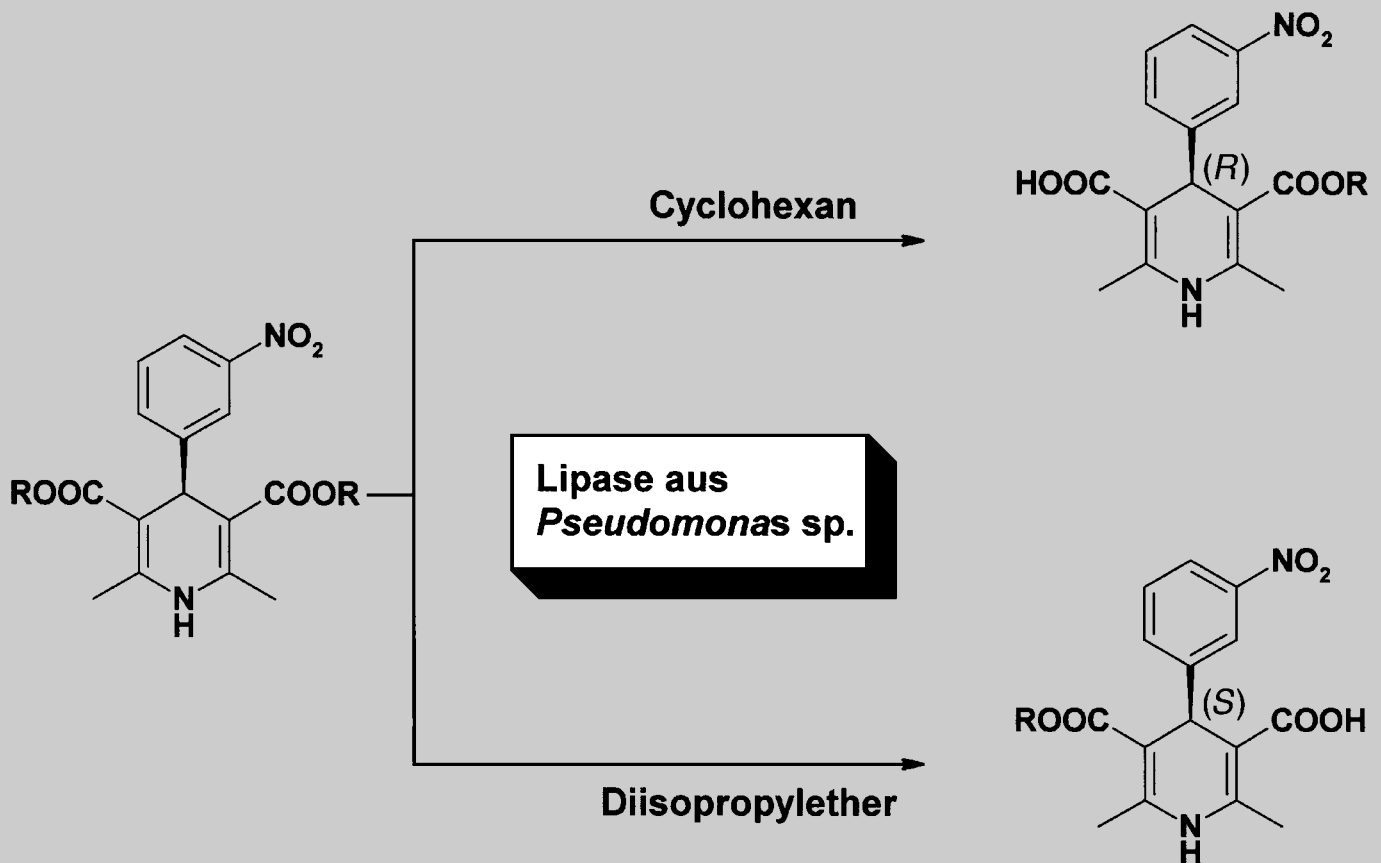 NO2
HOOC
(R)
COOR
N
H
Cyclohexan
NO2
ROOC
COOR
N
H
Lipase aus
Pseudomonas sp.
NO2
ROOC
(S)
COOH
N
H
Diisopropylether